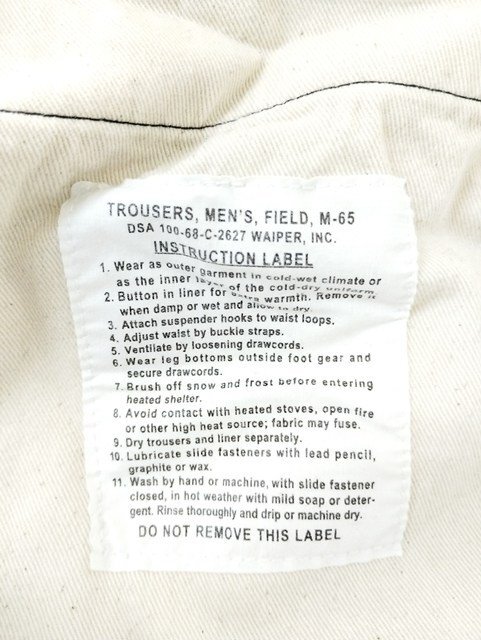 TROUSERS, MEN'S, FIELD, M-65
DSA 100-68-C-2627 WAIPER, INC.
INSTRUCTION LABEL
1. Wear as outer garment in cold-wet climate or
as the inner layer of the cold-dry uniform.
2. Button in liner for extra warmth. Remove it
when damp or wet and allow to dry.
3. Attach suspender hooks to waist loops.
4. Adjust waist by buckie straps.
5. Ventilate by loosening drawcords.
6. Wear leg bottoms outside foot gear and
secure drawcords.
7. Brush off snow and frost before entering
heated shelter.
8. Avoid contact with heated stoves, open fire
or other high heat source; fabric may fuse.
9. Dry trousers and liner separately.
10. Lubricate slide fasteners with lead pencil,
graphite or wax.
11. Wash by hand or machine, with slide fastener
closed, in hot weather with mild soap or deter-
gent. Rinse thoroughly and drip or machine dry.
DO NOT REMOVE THIS LABEL